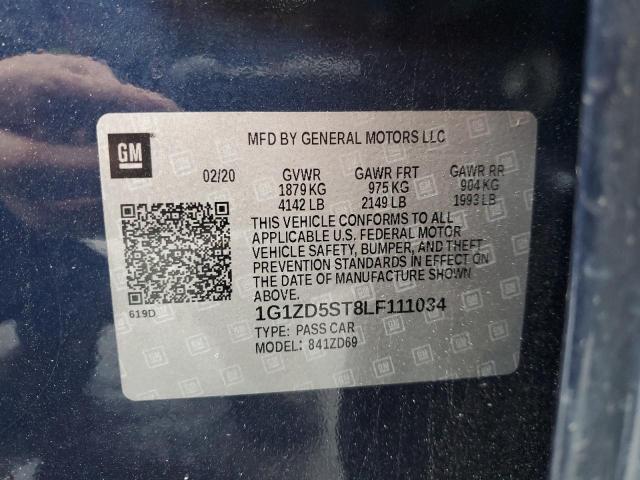 GM
MFD BY GENERAL MOTORS LLC
02/20 GVWR GAWR FRT GAWR RR
1879 KG 975 KG 904 KG
4142 LB 2149 LB 1993 LB
THIS VEHICLE CONFORMS TO ALL
APPLICABLE U.S. FEDERAL MOTOR
VEHICLE SAFETY, BUMPER, AND THEFT
PREVENTION STANDARDS IN EFFECT ON
THE DATE OF MANUFACTURE SHOWN
ABOVE.
619D
1G1ZD5ST8LF111034
TYPE: PASS CAR
MODEL: 841ZD69